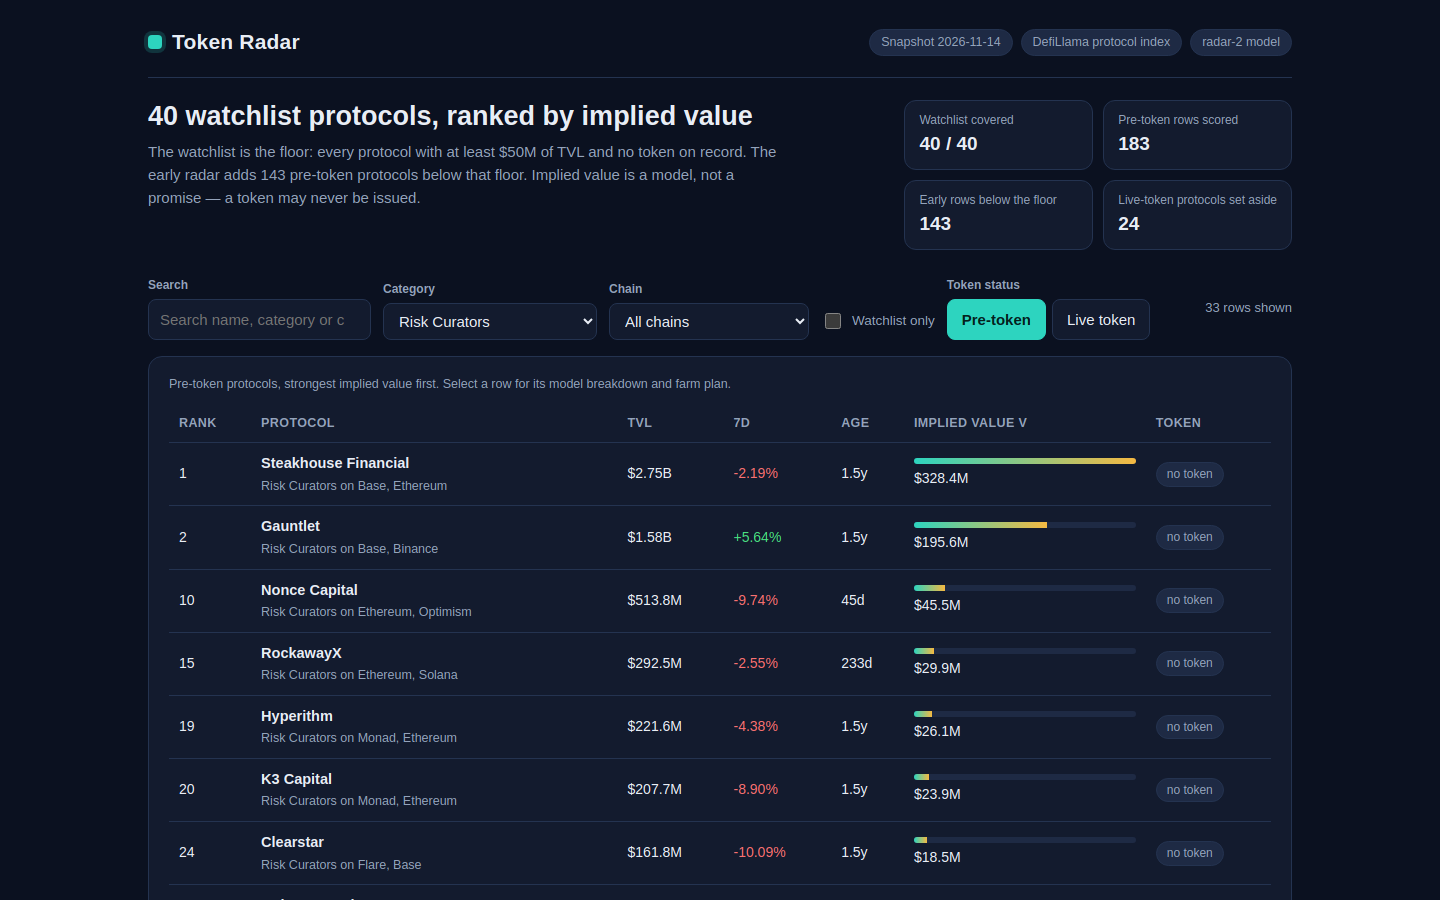 Token Radar
Snapshot 2026-11-14
DefiLlama protocol index
radar-2 model
40 watchlist protocols, ranked by implied value
The watchlist is the floor: every protocol with at least $50M of TVL and no token on record. The
early radar adds 143 pre-token protocols below that floor. Implied value is a model, not a
promise — a token may never be issued.
Watchlist covered
40 / 40
Pre-token rows scored
183
Early rows below the floor
143
Live-token protocols set aside
24
Search
Search name, category or c
Category
Risk Curators
Chain
All chains
Watchlist only
Token status
Pre-token
Live token
33 rows shown
Pre-token protocols, strongest implied value first. Select a row for its model breakdown and farm plan.
RANK PROTOCOL TVL 7D AGE IMPLIED VALUE V TOKEN
1 Steakhouse Financial $2.75B -2.19% 1.5y $328.4M no token
Risk Curators on Base, Ethereum
2 Gauntlet $1.58B +5.64% 1.5y $195.6M no token
Risk Curators on Base, Binance
10 Nonce Capital $513.8M -9.74% 45d $45.5M no token
Risk Curators on Ethereum, Optimism
15 RockawayX $292.5M -2.55% 233d $29.9M no token
Risk Curators on Ethereum, Solana
19 Hyperithm $221.6M -4.38% 1.5y $26.1M no token
Risk Curators on Monad, Ethereum
20 K3 Capital $207.7M -8.90% 1.5y $23.9M no token
Risk Curators on Monad, Ethereum
24 Clearstar $161.8M -10.09% 1.5y $18.5M no token
Risk Curators on Flare, Base